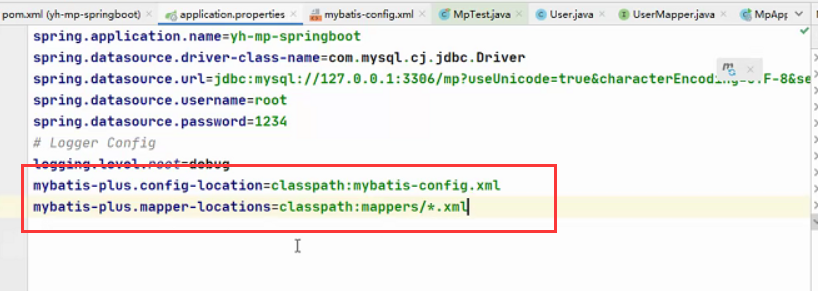 pom.xml (yh-mp-springboot) application.properties mybatis-config.xml MpTest.java User.java UserMapper.java MpApp
spring.application.name=yh-mp-springboot
spring.datasource.driver-class-name=com.mysql.cj.jdbc.Driver
spring.datasource.url=jdbc:mysql://127.0.0.1:3306/mp?useUnicode=true&characterEncoding=UTF-8&se
spring.datasource.username=root
spring.datasource.password=1234
# Logger Config
logging.level.root=debug
mybatis-plus.config-location=classpath:mybatis-config.xml
mybatis-plus.mapper-locations=classpath:mappers/*.xml